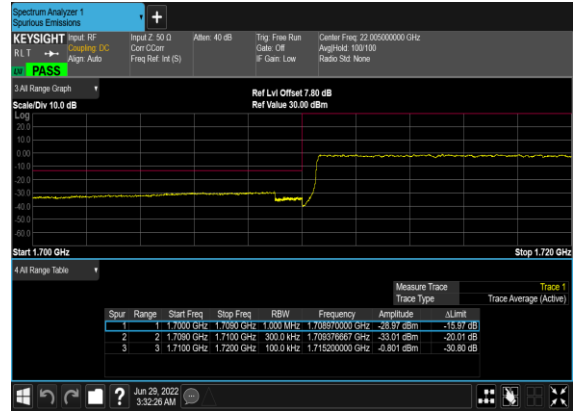 Spectrum Analyzer 1
Spurious Emissions
KEYSIGHT Input: RF Input Z: 50 Ω Atten: 40 dB Trig: Free Run Center Freq: 22.005000000 GHz
RLT Coupling: DC Corr CCorr Gate: Off Avg|Hold: 100/100
Align: Auto Freq Ref: Int (S) IF Gain: Low Radio Std: None
PASS
3 All Range Graph
Ref Lvl Offset 7.80 dB
Scale/Div 10.0 dB Ref Value 30.00 dBm
Log
20.0
10.0
0.00
-10.0
-20.0
-30.0
-40.0
-50.0
-60.0
Start 1.700 GHz Stop 1.720 GHz
4 All Range Table
Measure Trace Trace 1
Trace Type Trace Average (Active)
Spur Range Start Freq Stop Freq RBW Frequency Amplitude ΔLimit
1 1 1.7000 GHz 1.7090 GHz 1.000 MHz 1.708970000 GHz -28.97 dBm -15.97 dB
2 2 1.7090 GHz 1.7100 GHz 300.0 kHz 1.709376667 GHz -33.01 dBm -20.01 dB
3 3 1.7100 GHz 1.7200 GHz 100.0 kHz 1.715200000 GHz -0.801 dBm -30.80 dB
? Jun 29, 2022
3:32:26 AM